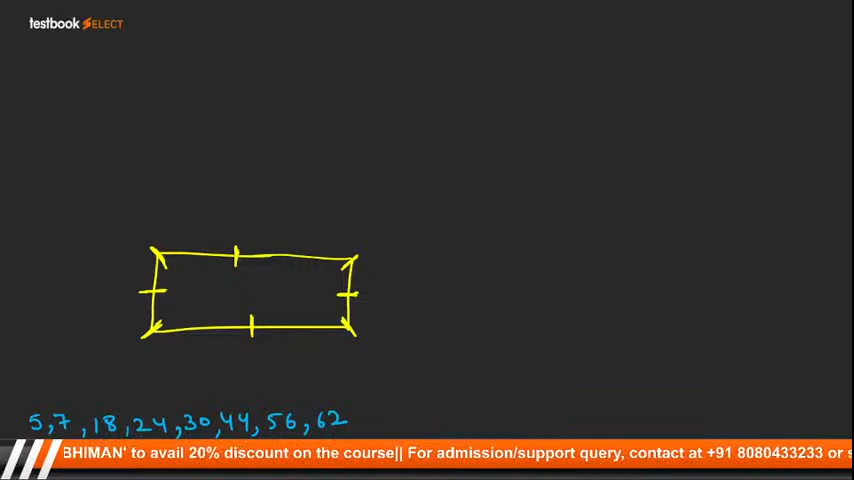 testbook SELECT
5,7,18,24,30,44,56,62
BHIMAN' to avail 20% discount on the course|| For admission/support query, contact at +91 8080433233 or s